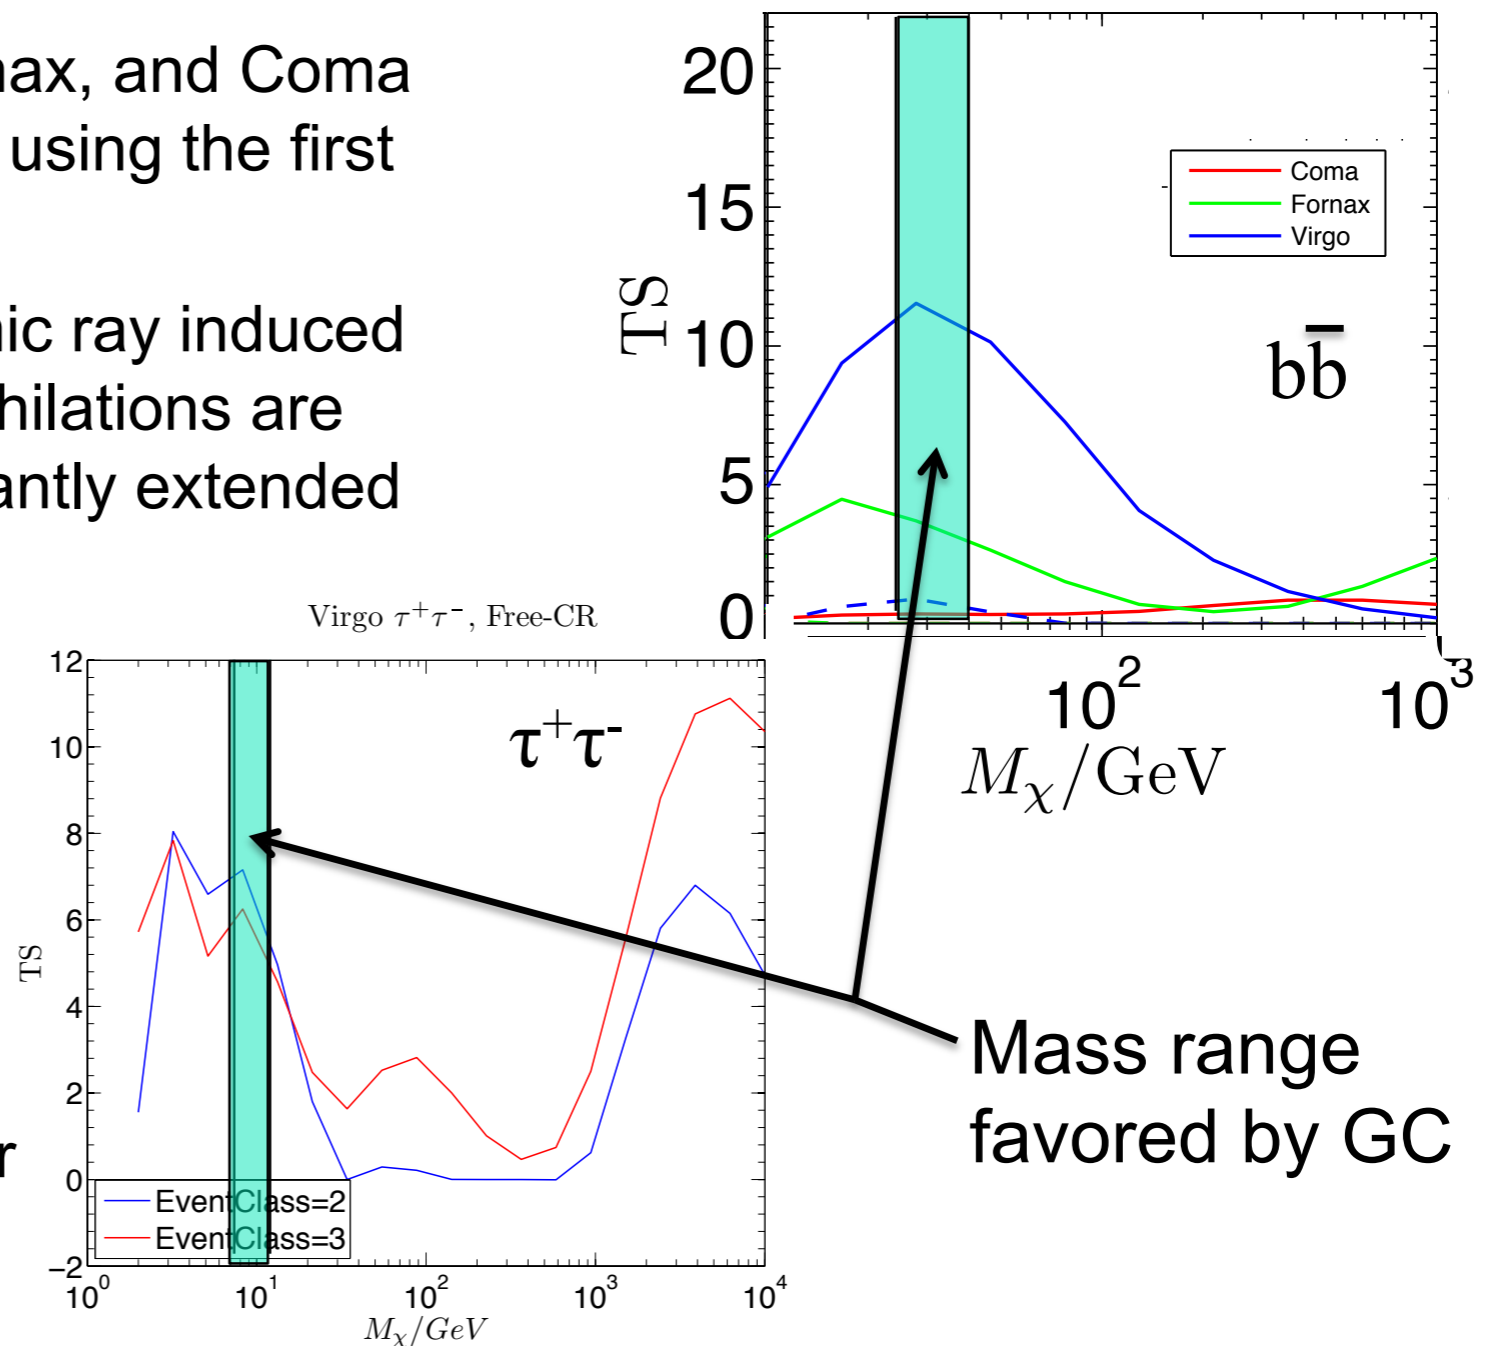 nax, and Coma
using the first
nic ray induced
hilations are
antly extended
r
20
15
10
5
0
TS
Coma
Fornax
Virgo
bb̅
10² 10³
Mχ/GeV
Virgo τ⁺τ⁻, Free-CR
12
10
8
6
4
2
0
−2
TS
τ⁺τ⁻
EventClass=2
EventClass=3
10⁰ 10¹ 10² 10³ 10⁴
Mχ/GeV
Mass range
favored by GC